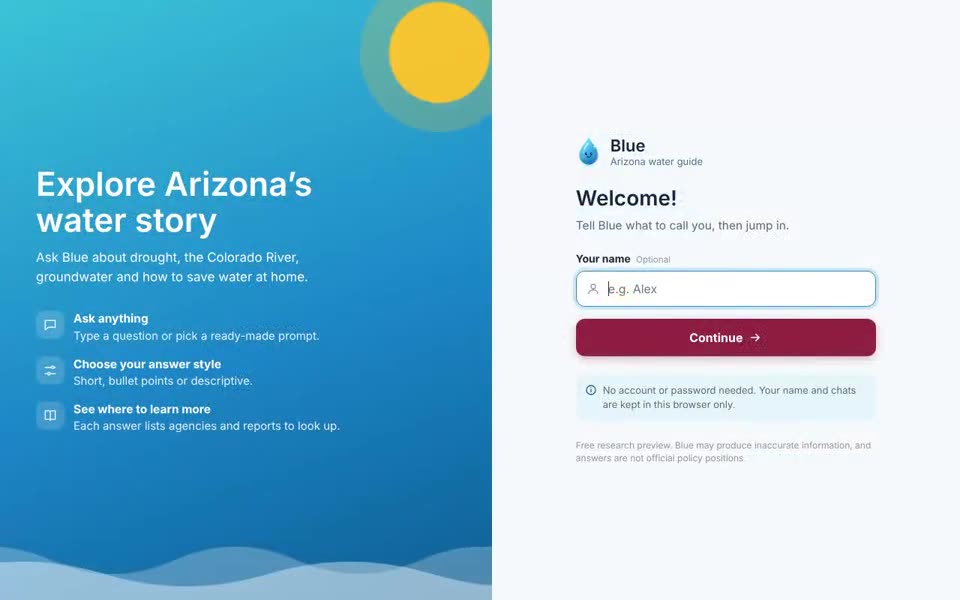 Explore Arizona’s
water story
Ask Blue about drought, the Colorado River,
groundwater and how to save water at home.
Ask anything
Type a question or pick a ready-made prompt.
Choose your answer style
Short, bullet points or descriptive.
See where to learn more
Each answer lists agencies and reports to look up.
Blue
Arizona water guide
Welcome!
Tell Blue what to call you, then jump in.
Your name Optional
e.g. Alex
Continue →
No account or password needed. Your name and chats
are kept in this browser only.
Free research preview. Blue may produce inaccurate information, and
answers are not official policy positions.